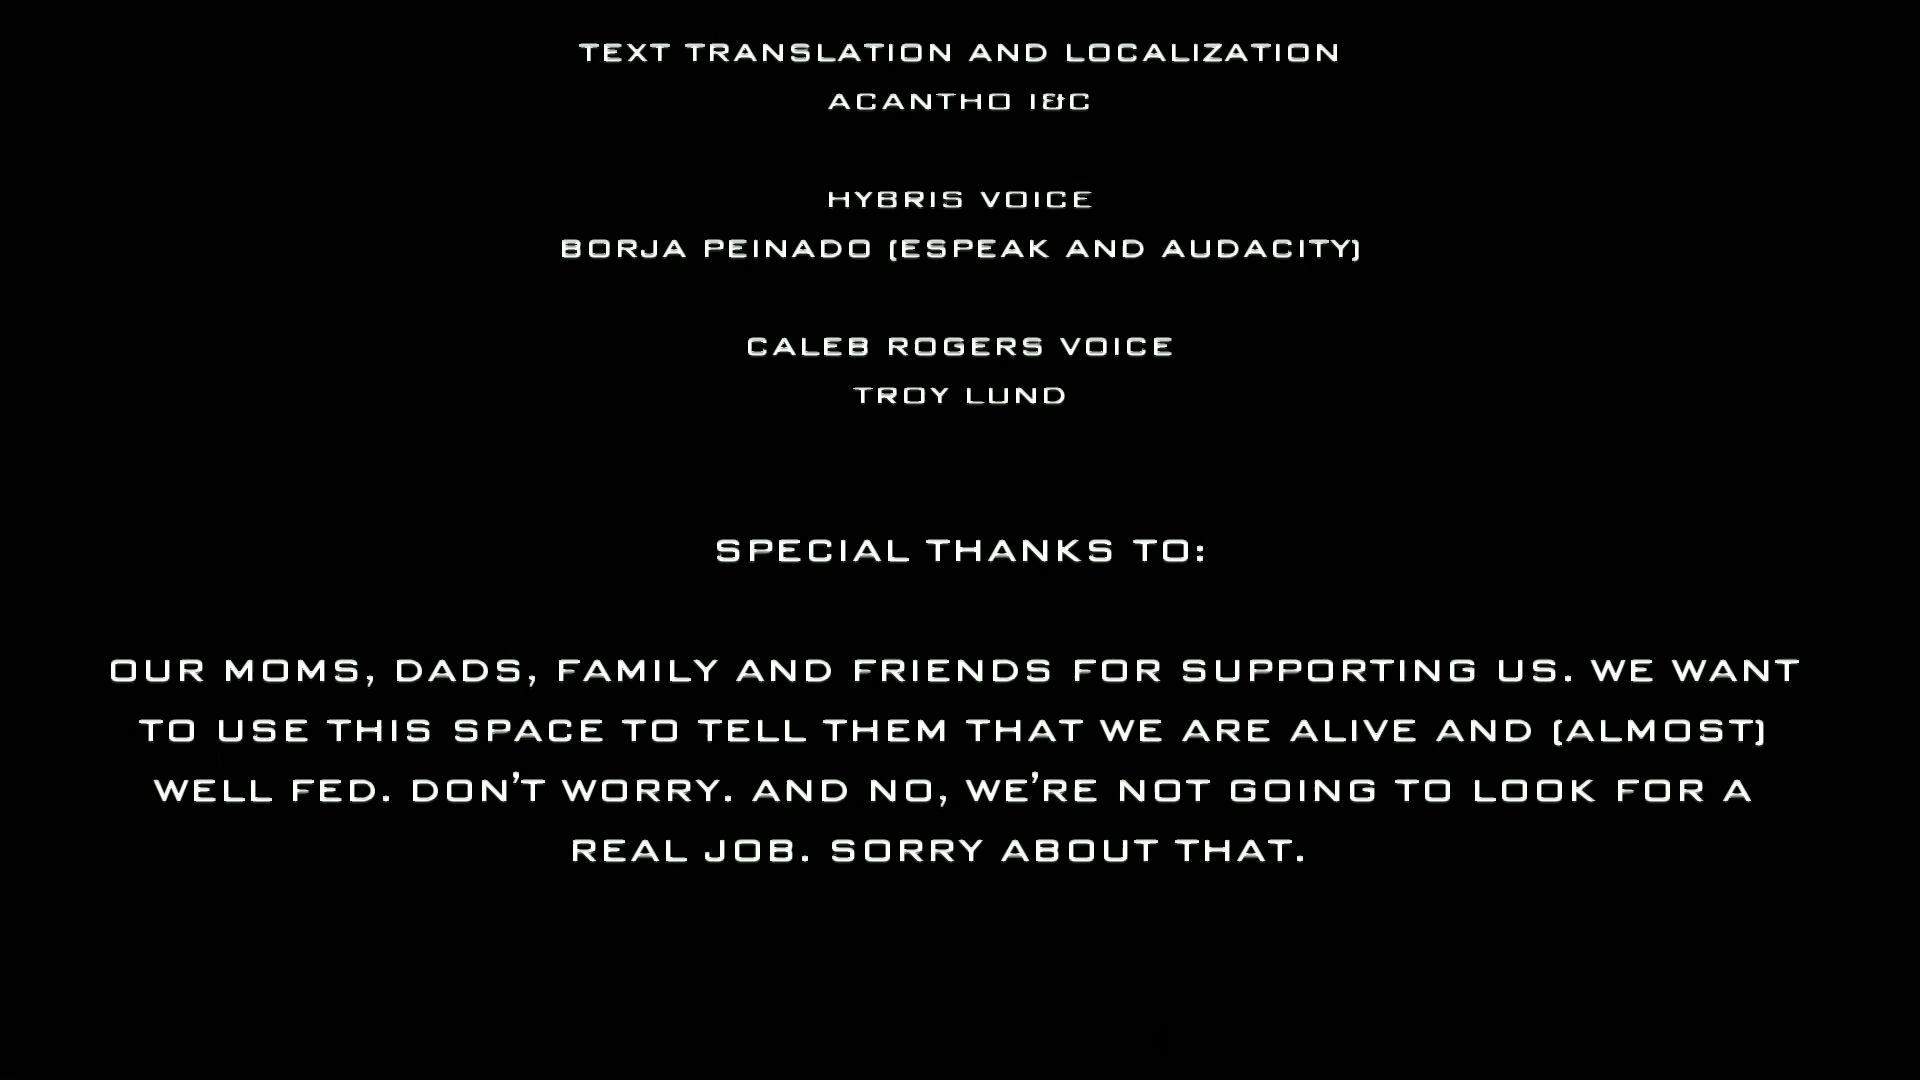 TEXT TRANSLATION AND LOCALIZATION
ACANTHO I&C
HYBRIS VOICE
BORJA PEINADO (ESPEAK AND AUDACITY)
CALEB ROGERS VOICE
TROY LUND
SPECIAL THANKS TO:
OUR MOMS, DADS, FAMILY AND FRIENDS FOR SUPPORTING US. WE WANT
TO USE THIS SPACE TO TELL THEM THAT WE ARE ALIVE AND (ALMOST)
WELL FED. DON'T WORRY. AND NO, WE'RE NOT GOING TO LOOK FOR A
REAL JOB. SORRY ABOUT THAT.